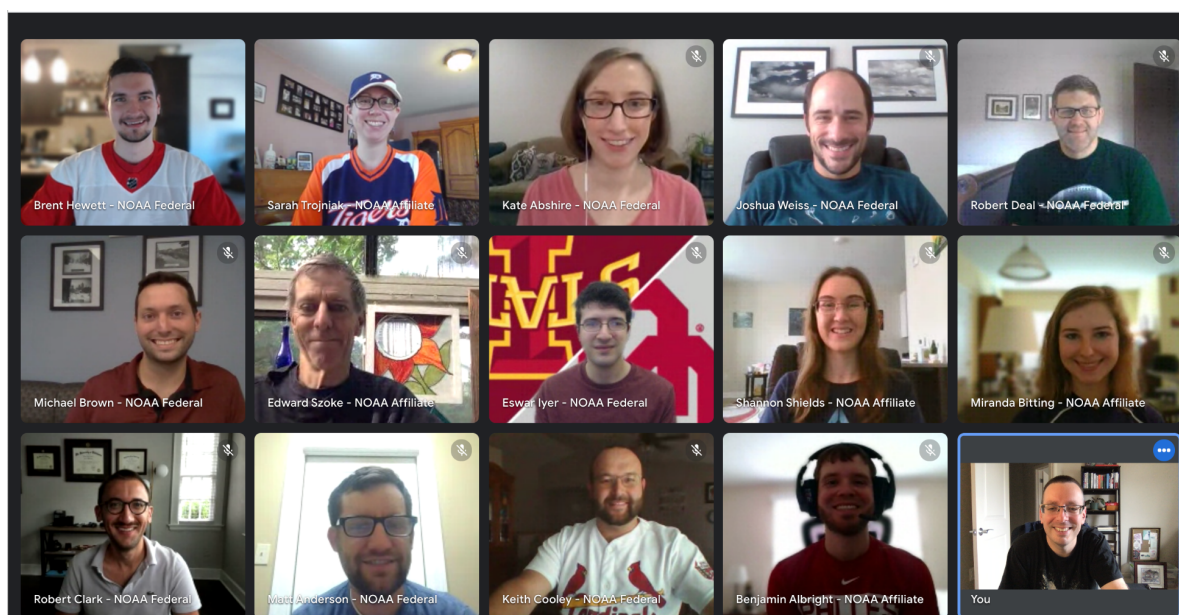 Brent Hewett - NOAA Federal
Sarah Trojniak - NOAA Affiliate
Tigers
Kate Abshire - NOAA Federal
Joshua Weiss - NOAA Federal
Robert Deal - NOAA Federal
Michael Brown - NOAA Federal
Edward Szoke - NOAA Affiliate
Eswar Iyer - NOAA Federal
Shannon Shields - NOAA Affiliate
Miranda Bitting - NOAA Affiliate
Robert Clark - NOAA Federal
Matt Anderson - NOAA Federal
Keith Cooley - NOAA Federal
Benjamin Albright - NOAA Affiliate
You